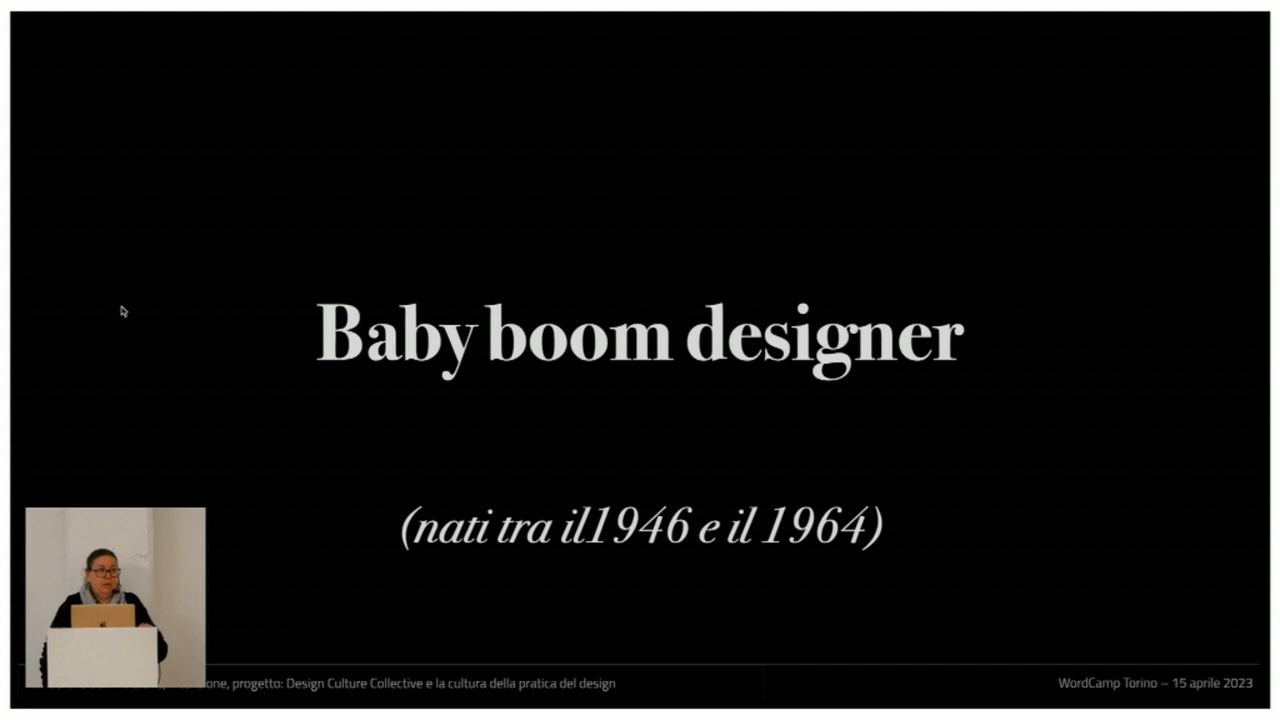 Baby boom designer
(nati tra il1946 e il 1964)
progetto: Design Culture Collective e la cultura della pratica del design
WordCamp Torino – 15 aprile 2023